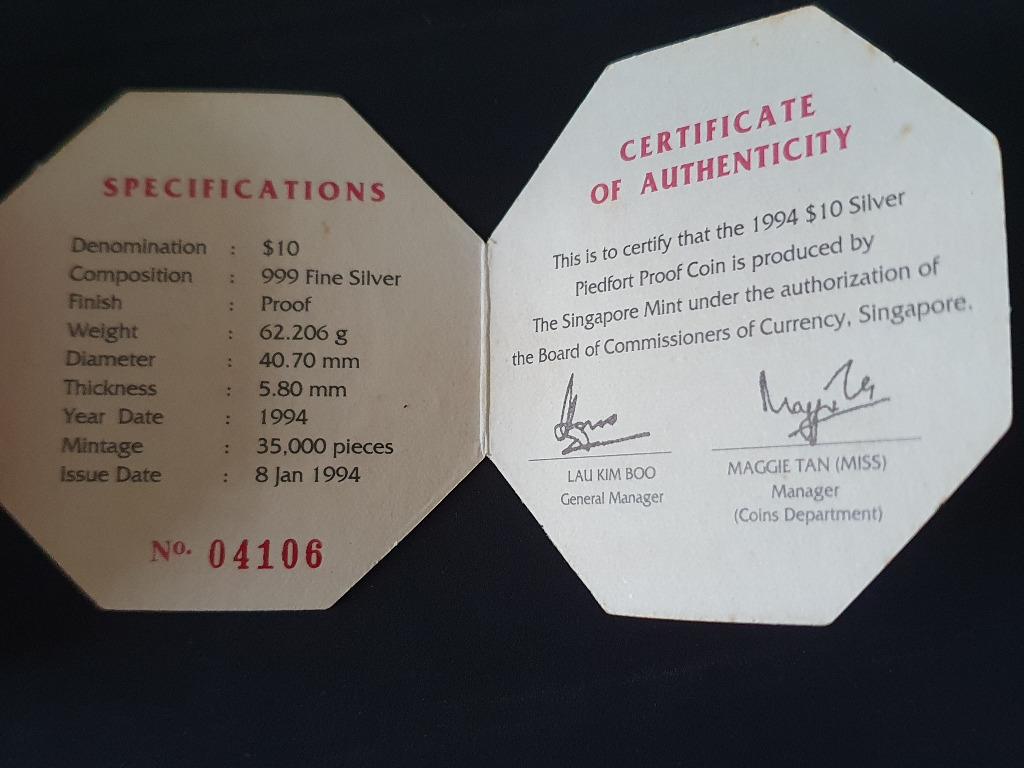 SPECIFICATIONS
Denomination : $10
Composition : 999 Fine Silver
Finish : Proof
Weight : 62.206 g
Diameter : 40.70 mm
Thickness : 5.80 mm
Year Date : 1994
Mintage : 35,000 pieces
Issue Date : 8 Jan 1994
No. 04106
CERTIFICATE
OF AUTHENTICITY
This is to certify that the 1994 $10 Silver
Piedfort Proof Coin is produced by
The Singapore Mint under the authorization of
the Board of Commissioners of Currency, Singapore.
LAU KIM BOO
General Manager
MAGGIE TAN (MISS)
Manager
(Coins Department)